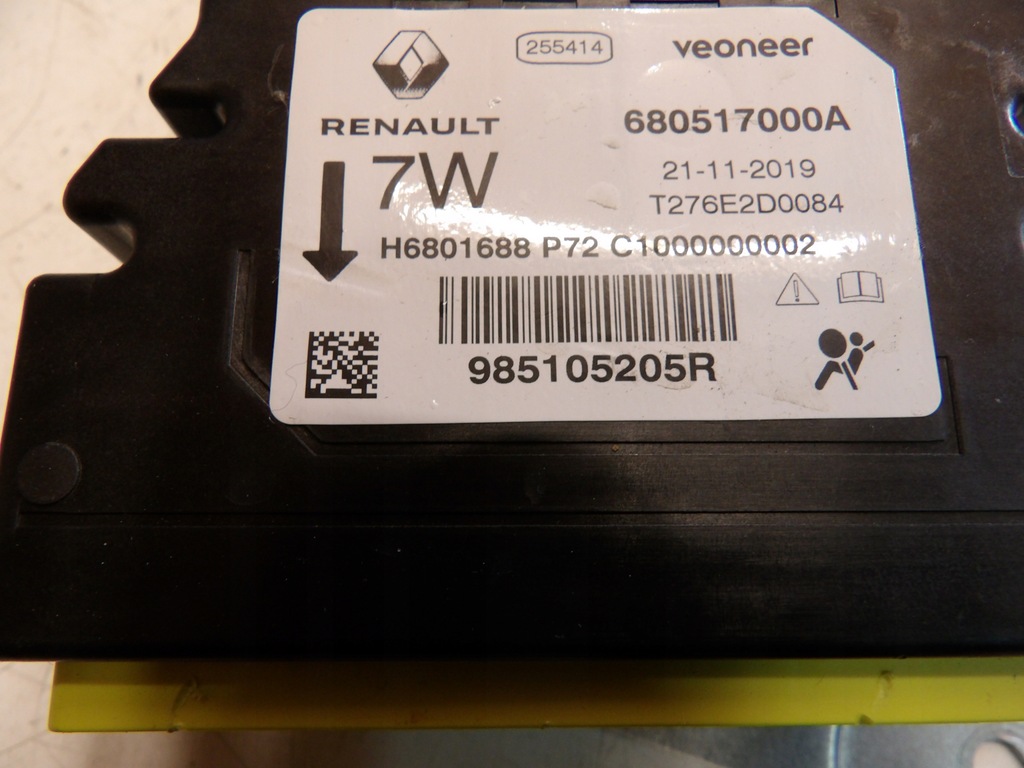 255414
veoneer
RENAULT
680517000A
7W
21-11-2019
T276E2D0084
H6801688 P72 C1000000002
985105205R